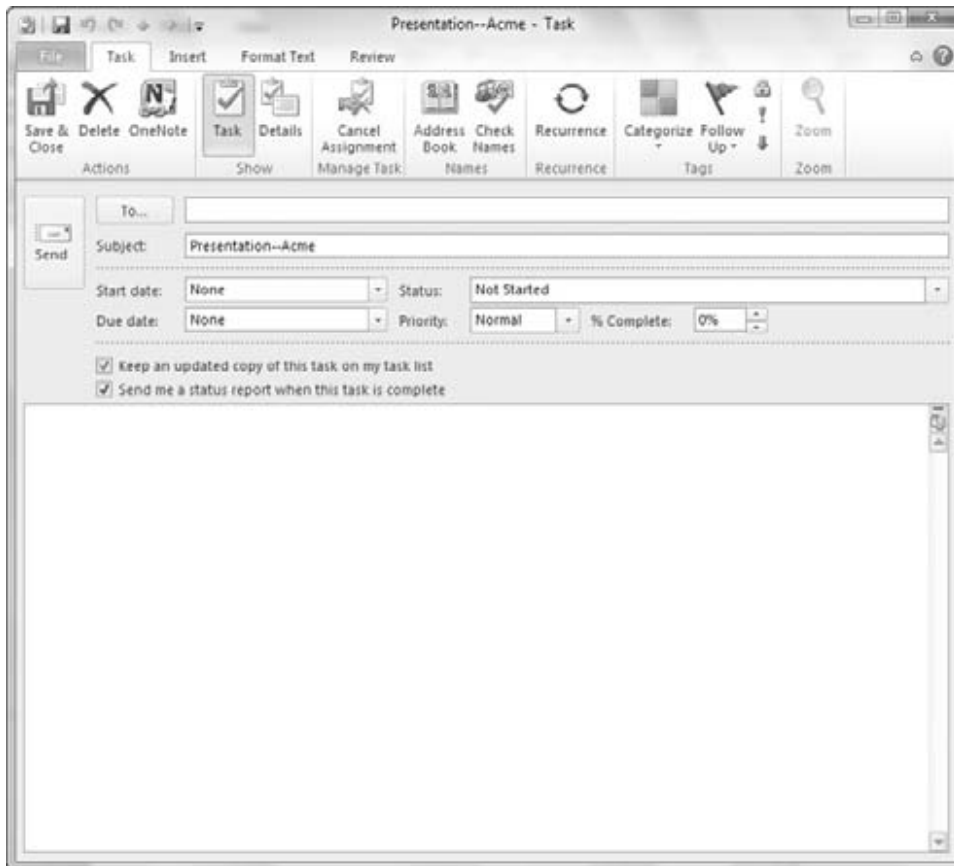 Presentation--Acme - Task
File Task Insert Format Text Review
Save & Close Delete OneNote Task Details Cancel Assignment Address Book Check Names Recurrence Categorize Follow Up Zoom
Actions Show Manage Task Names Recurrence Tags Zoom
To...
Send
Subject: Presentation--Acme
Start date: None Status: Not Started
Due date: None Priority: Normal % Complete: 0%
Keep an updated copy of this task on my task list
Send me a status report when this task is complete